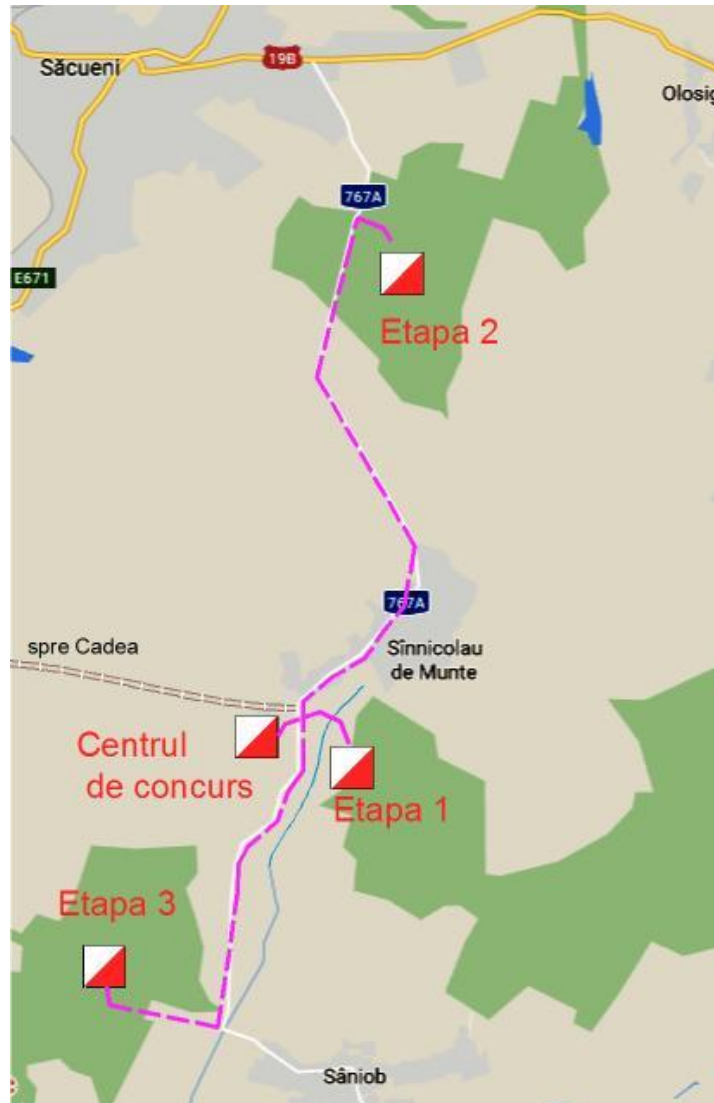 19B
Săcueni
767A
E671
Etapa 2
767A
spre Cadea
Sînnicolau
de Munte
Centrul
de concurs
Etapa 1
Etapa 3
Sâniob